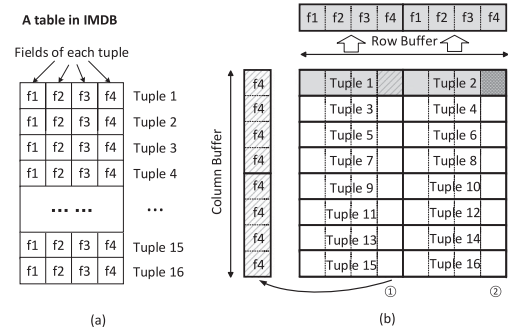 A table in IMDB
Fields of each tuple
f1 f2 f3 f4 Tuple 1
f1 f2 f3 f4 Tuple 2
f1 f2 f3 f4 Tuple 3
f1 f2 f3 f4 Tuple 4
... ... ...
f1 f2 f3 f4 Tuple 15
f1 f2 f3 f4 Tuple 16
(a)
f1 f2 f3 f4 f1 f2 f3 f4
Row Buffer
Column Buffer
f4 Tuple 1 Tuple 2
f4 Tuple 3 Tuple 4
f4 Tuple 5 Tuple 6
f4 Tuple 7 Tuple 8
f4 Tuple 9 Tuple 10
f4 Tuple 11 Tuple 12
f4 Tuple 13 Tuple 14
f4 Tuple 15 Tuple 16
① ②
(b)